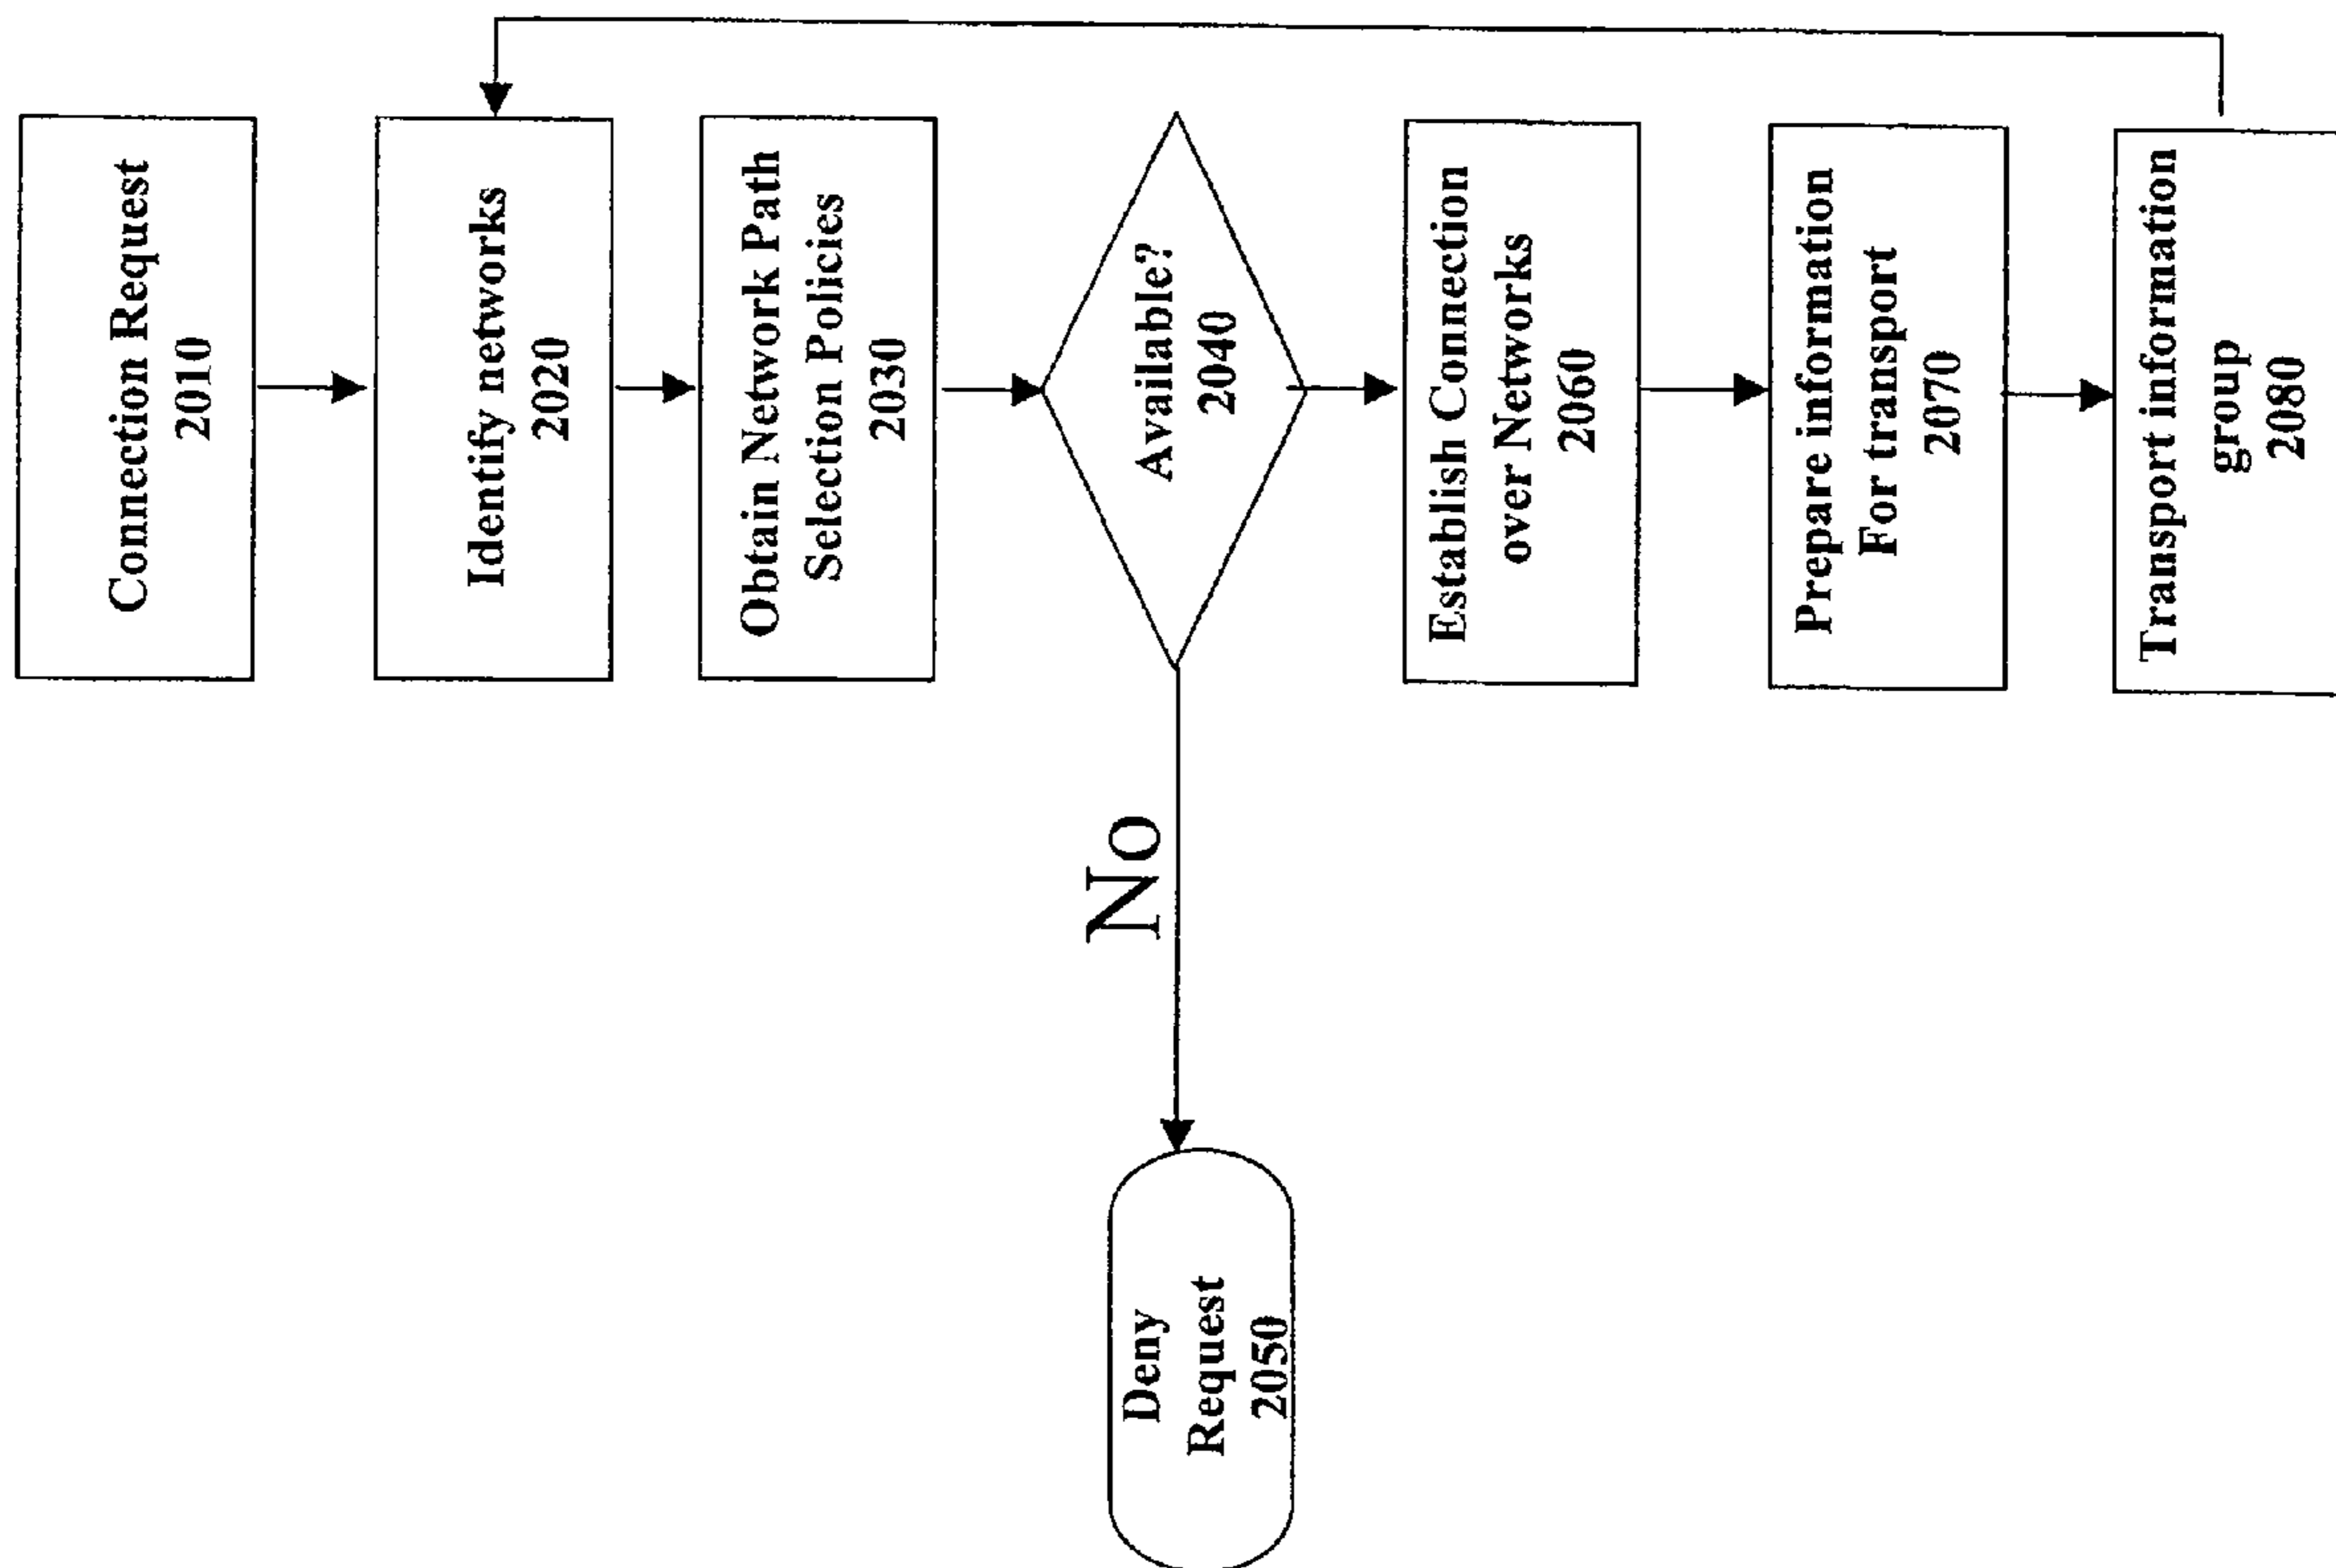 Connection Request
2010
Identify networks
2020
Obtain Network Path
Selection Policies
2030
Available?
2040
No
Deny
Request
2050
Establish Connection
over Networks
2060
Prepare information
For transport
2070
Transport information
group
2080